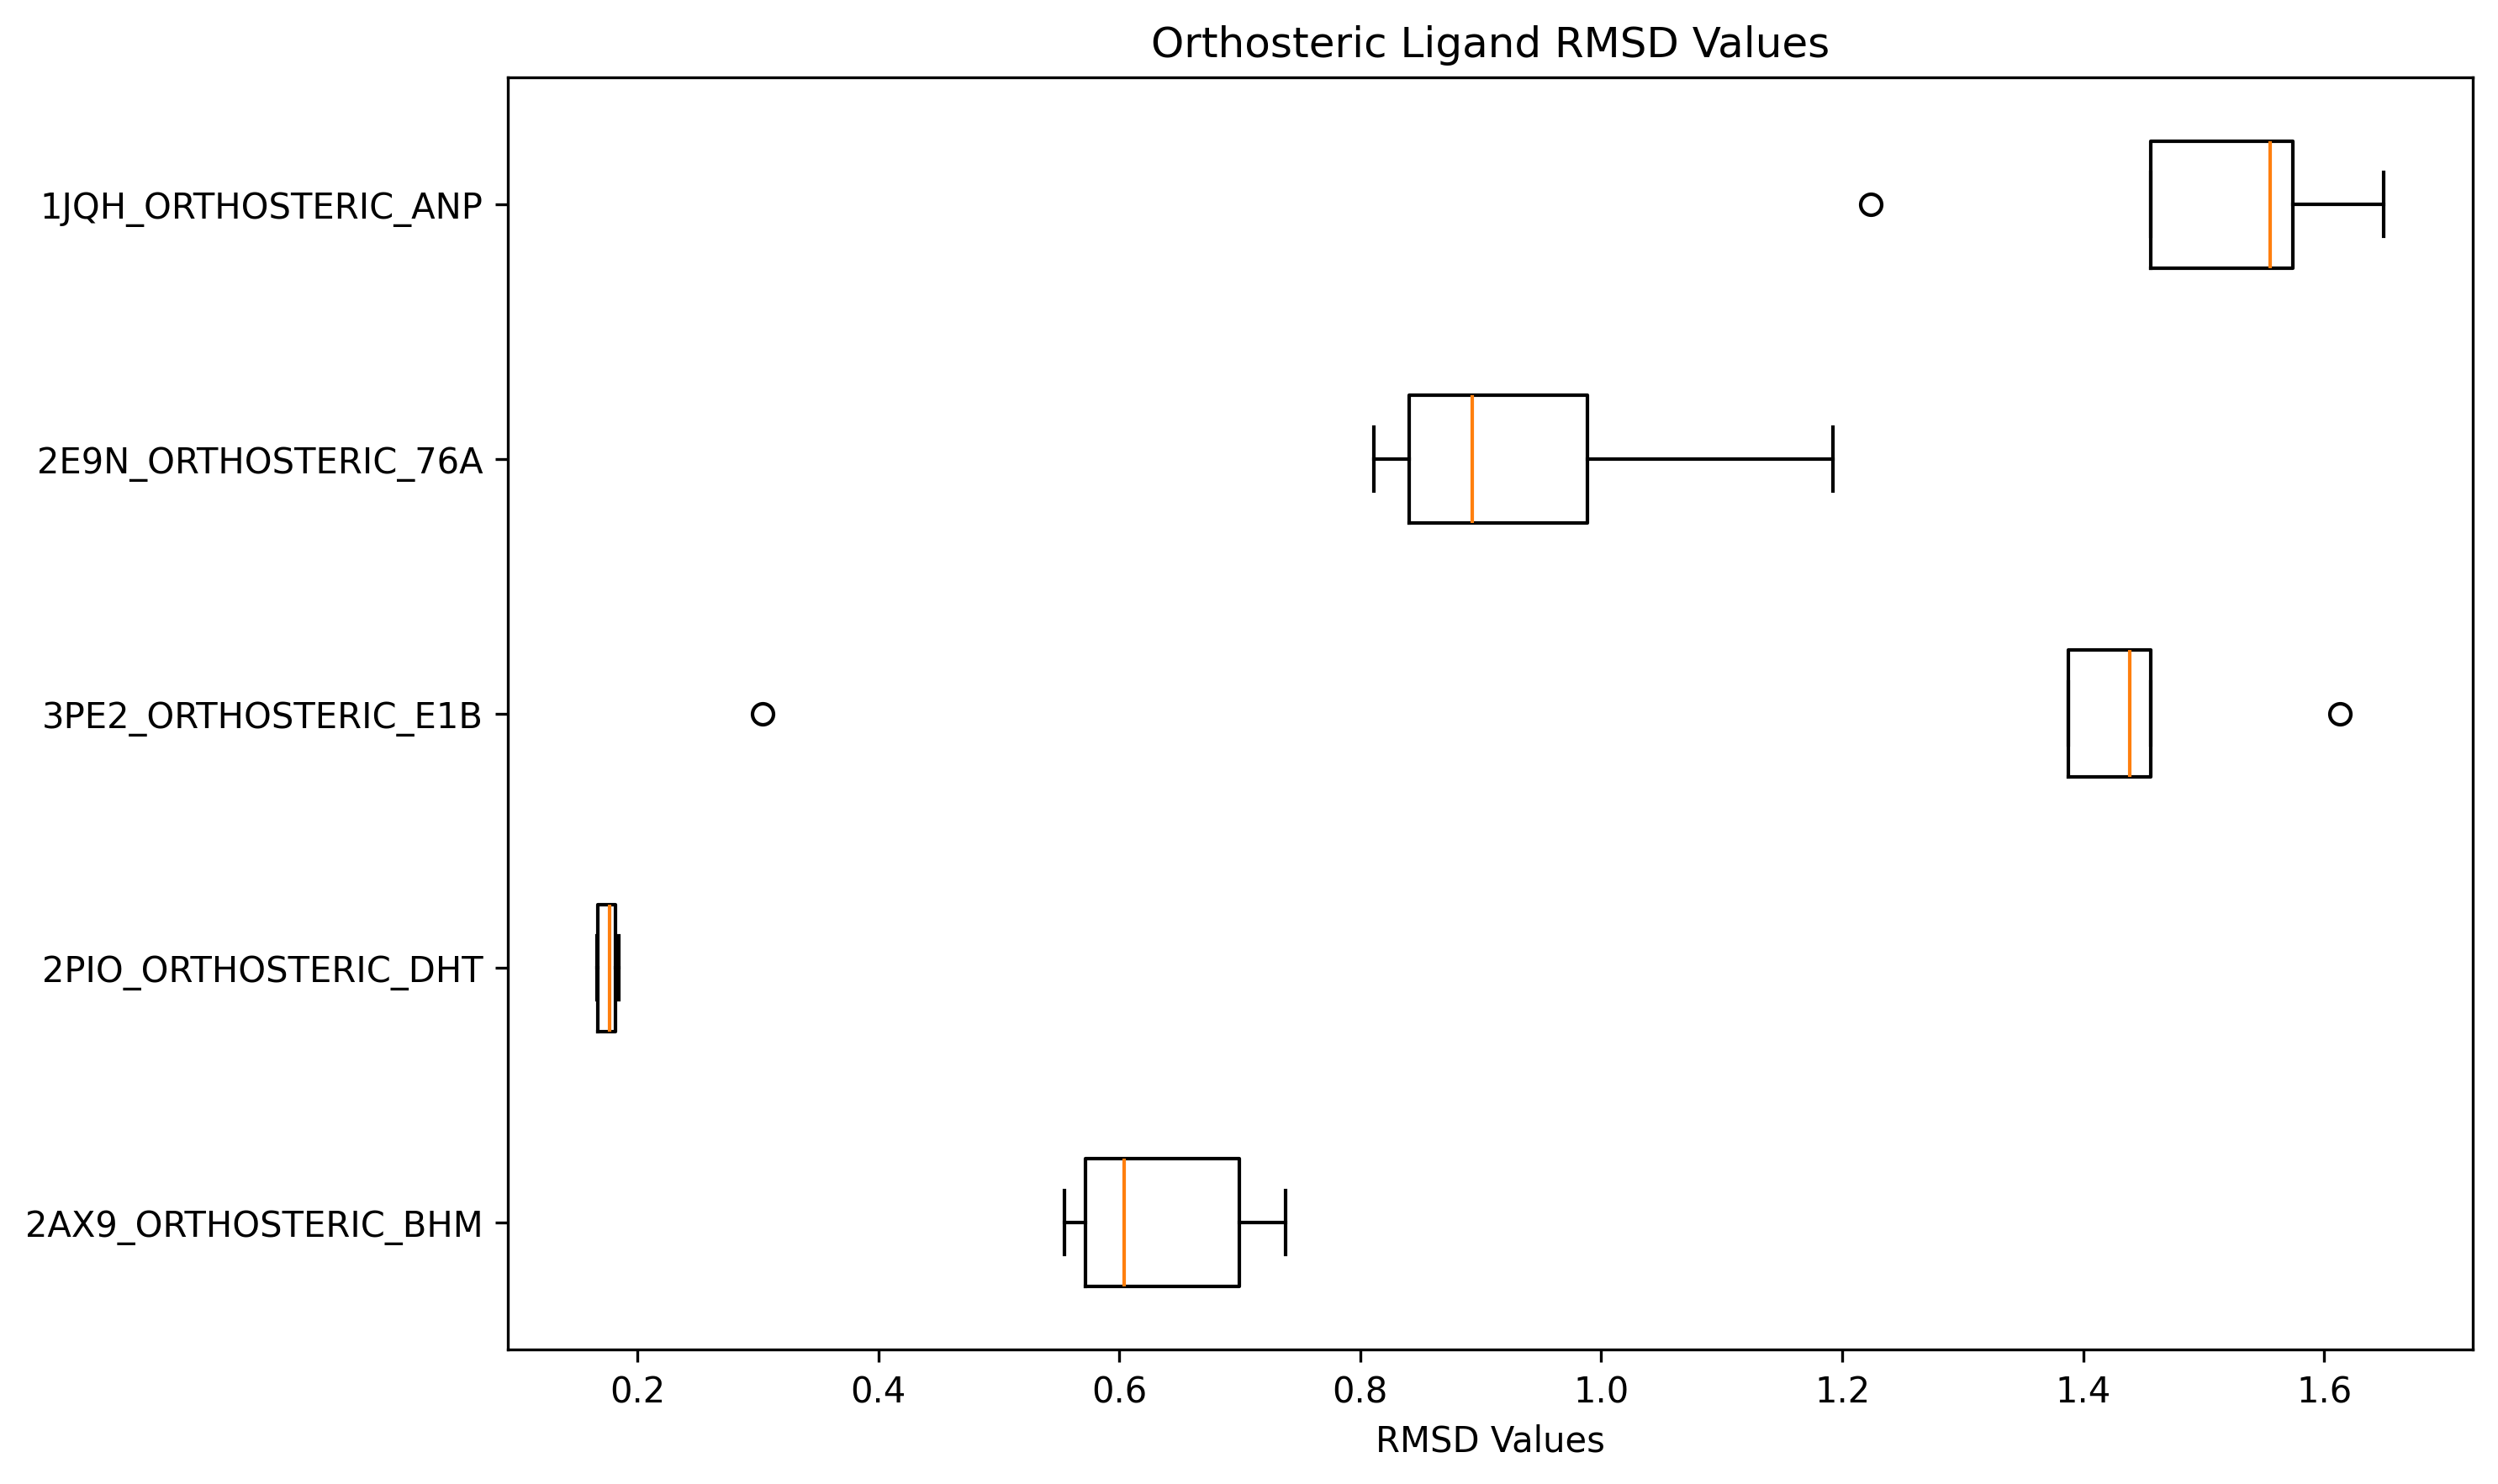 Orthosteric Ligand RMSD Values
1JQH_ORTHOSTERIC_ANP
2E9N_ORTHOSTERIC_76A
3PE2_ORTHOSTERIC_E1B
2PIO_ORTHOSTERIC_DHT
2AX9_ORTHOSTERIC_BHM
0.2 0.4 0.6 0.8 1.0 1.2 1.4 1.6
RMSD Values